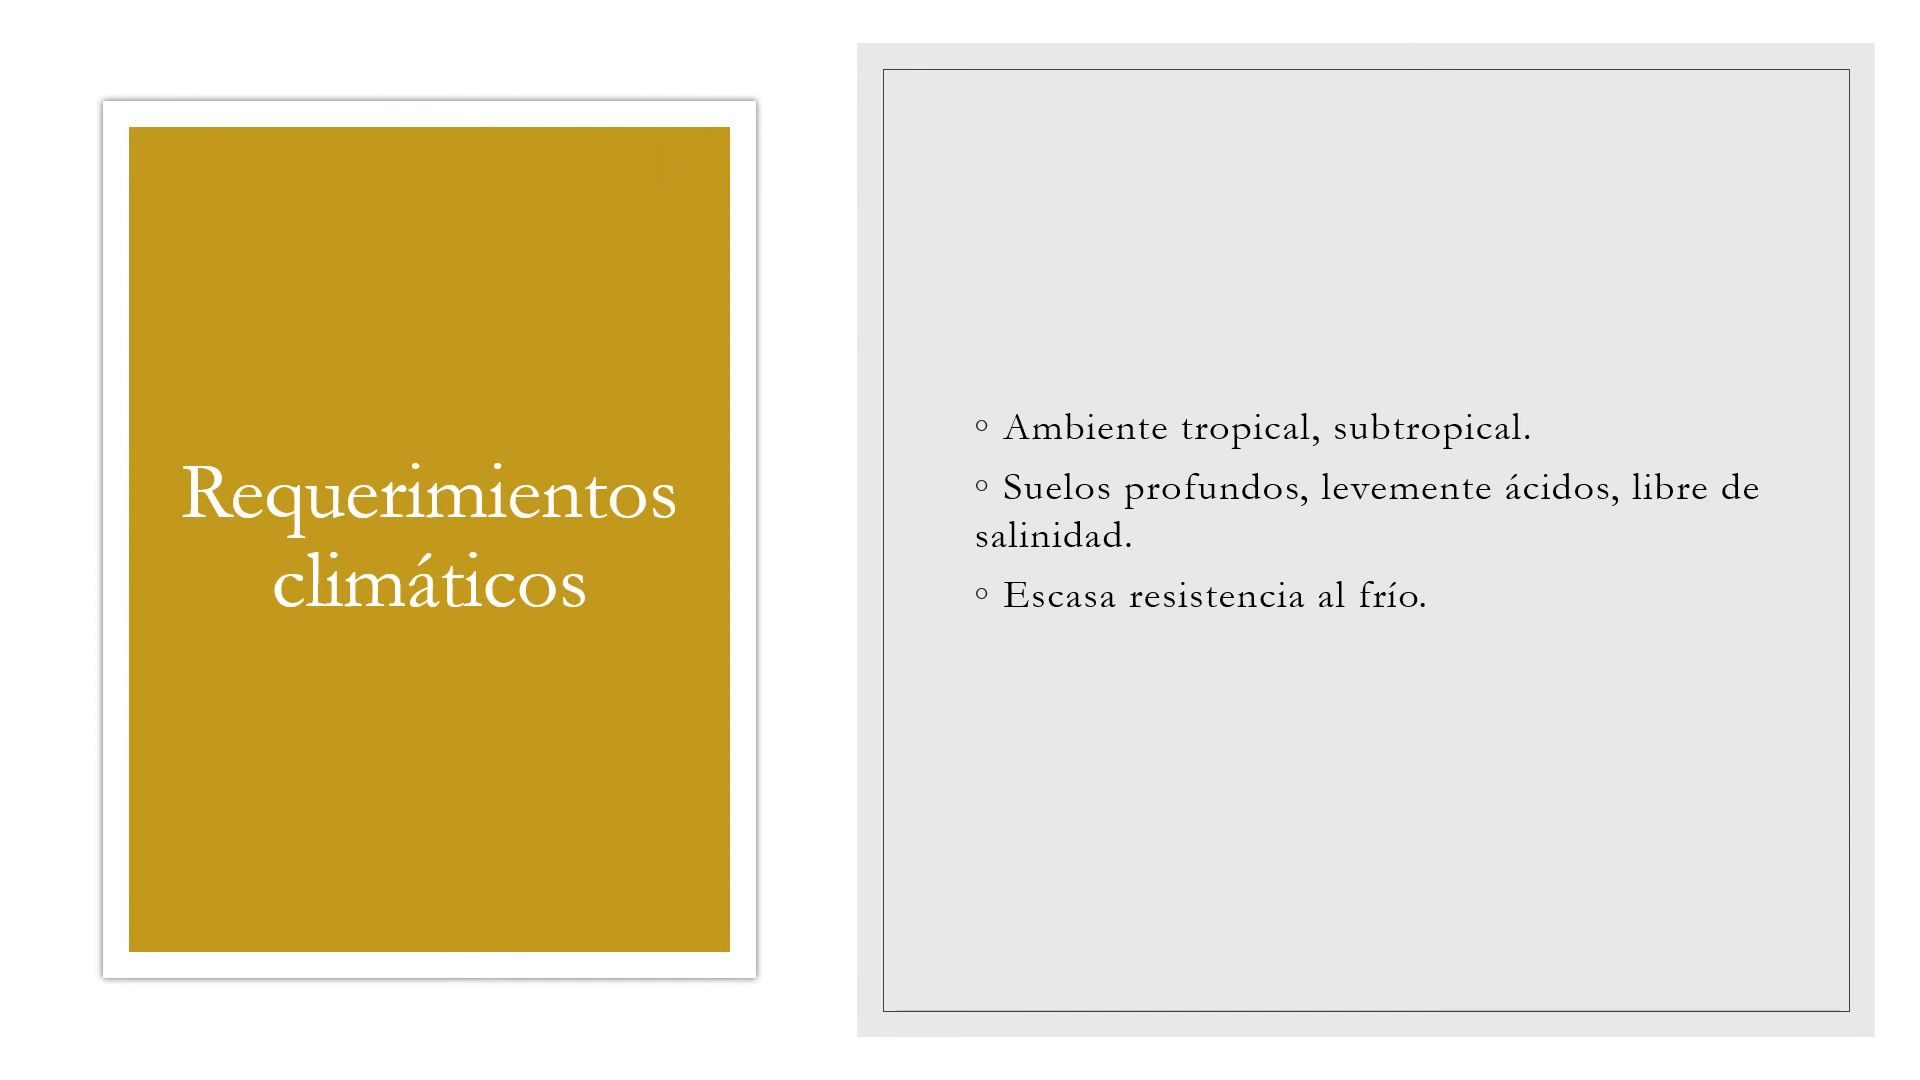 Requerimientos
climáticos
◦ Ambiente tropical, subtropical.
◦ Suelos profundos, levemente ácidos, libre de
salinidad.
◦ Escasa resistencia al frío.